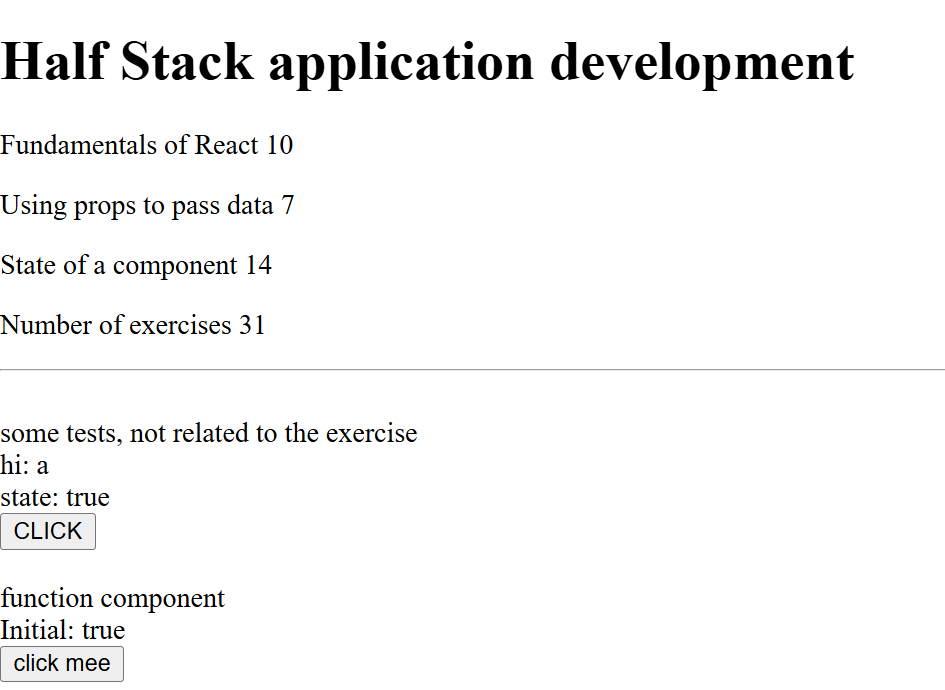 Half Stack application development
Fundamentals of React 10
Using props to pass data 7
State of a component 14
Number of exercises 31
some tests, not related to the exercise
hi: a
state: true
CLICK
function component
Initial: true
click mee